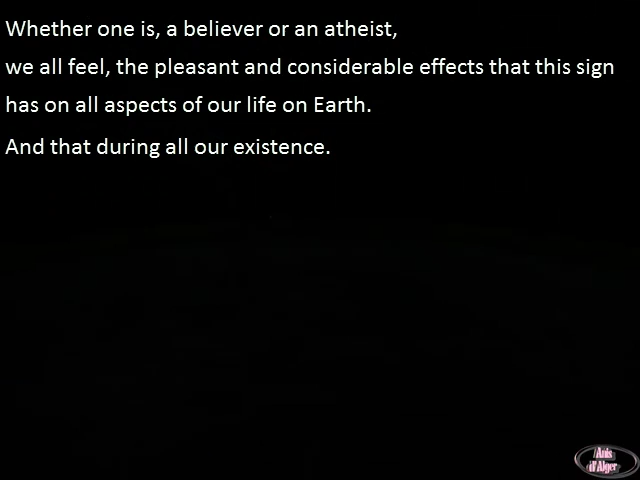 Whether one is, a believer or an atheist,
we all feel, the pleasant and considerable effects that this sign
has on all aspects of our life on Earth.
And that during all our existence.
Anis
d'Alger